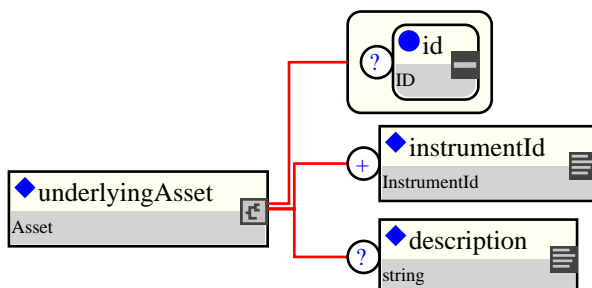 id
?
ID
instrumentId
+
InstrumentId
underlyingAsset
Asset
description
?
string